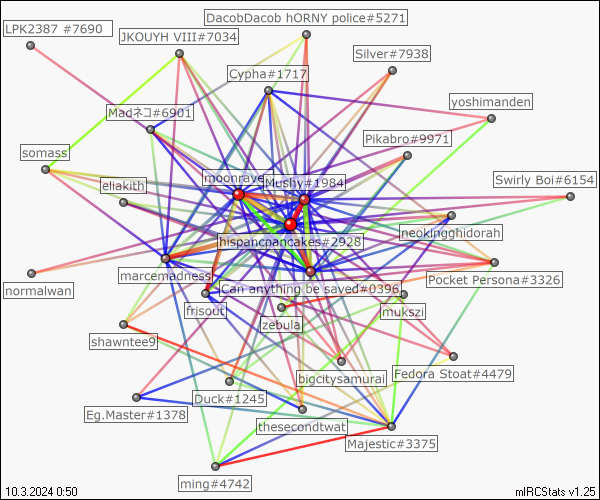 DacobDacob hORNY police#5271
LPK2387 #7690
JKOUYH VIII#7034
Silver#7938
Cypha#1717
yoshimanden
Madネコ#6901
Pikabro#9971
somass
moonrave
Mushy#1984
Swirly Boi#6154
eliakith
neokingghidorah
hispancpancakes#2928
marcemadness
Pocket Persona#3326
normalwan
Can anything be saved#0396
frisout
mukszi
zebula
shawntee9
Fedora Stoat#4479
bigcitysamurai
Duck#1245
Eg.Master#1378
thesecondtwat
Majestic#3375
ming#4742
10.3.2024 0:50
mIRCStats v1.25